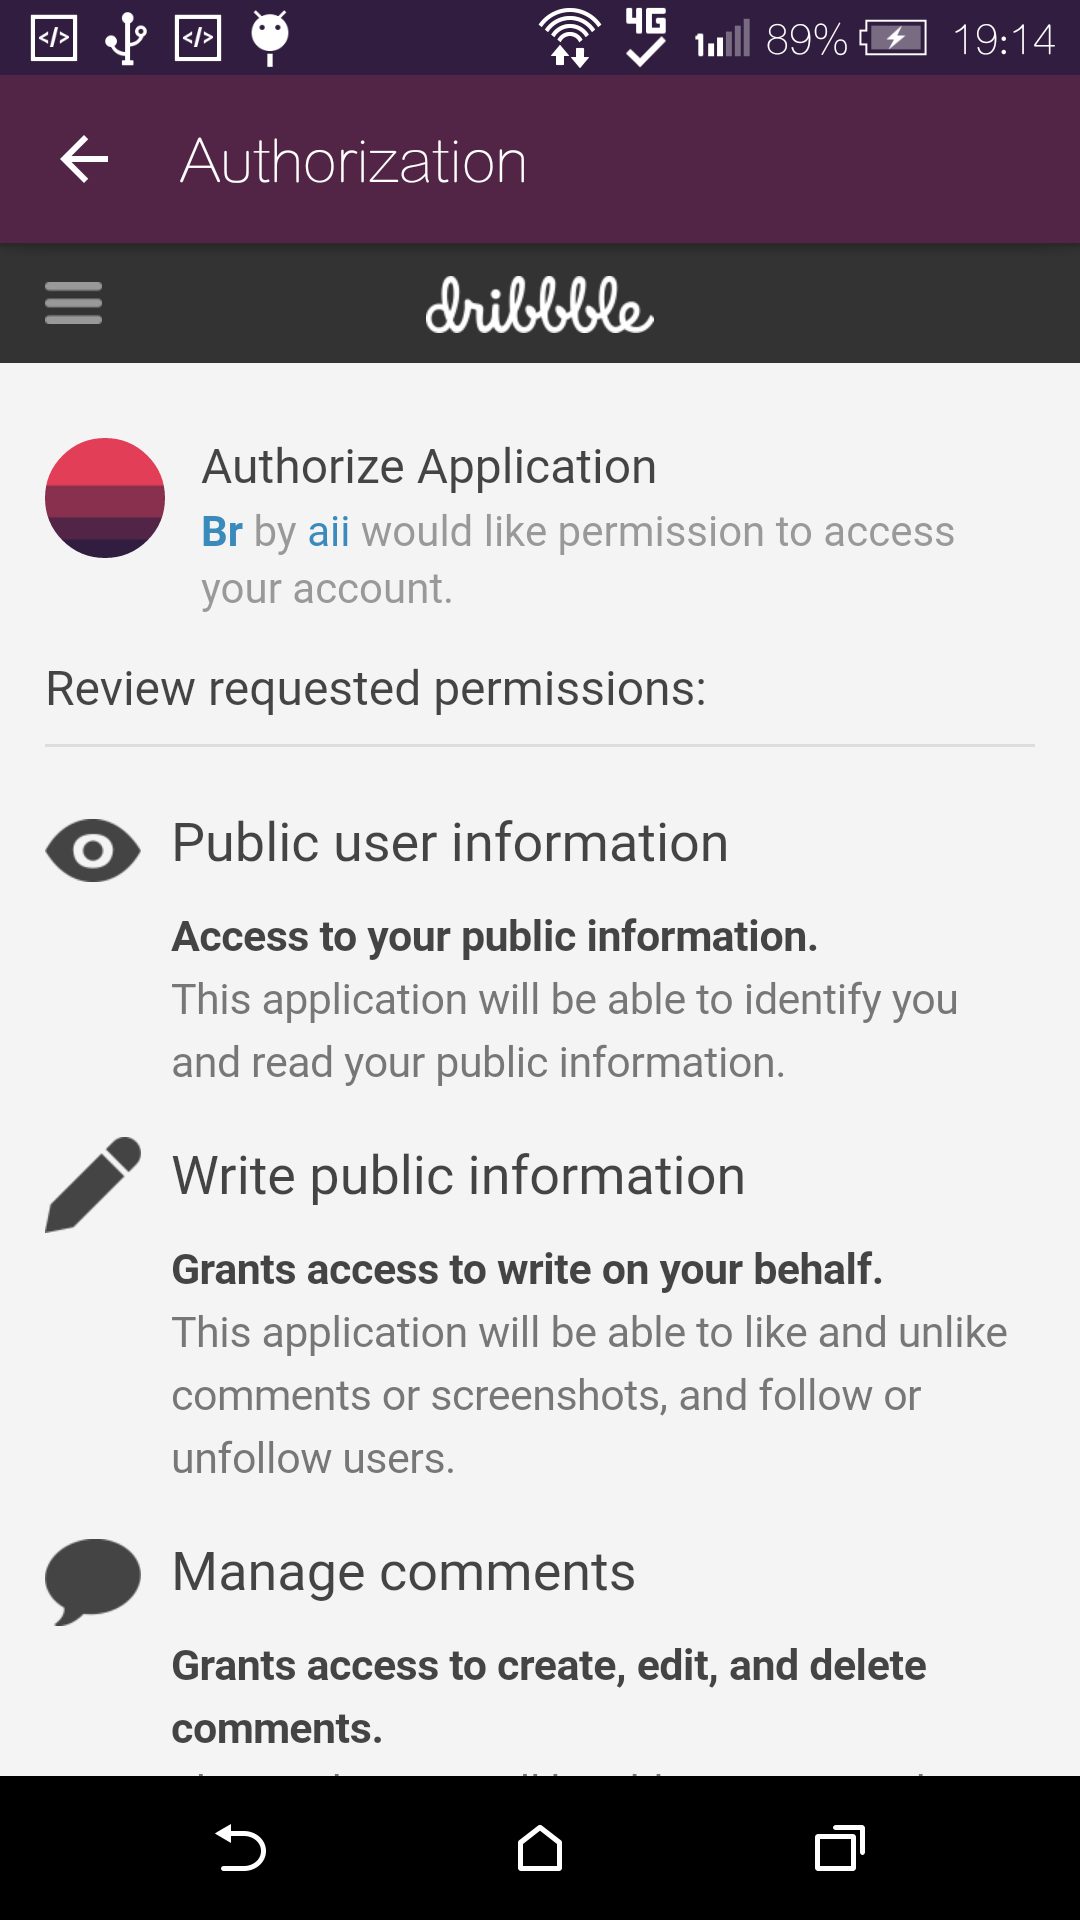 4G 89% 19:14
Authorization
dribbble
Authorize Application
Br by aii would like permission to access
your account.
Review requested permissions:
Public user information
Access to your public information.
This application will be able to identify you
and read your public information.
Write public information
Grants access to write on your behalf.
This application will be able to like and unlike
comments or screenshots, and follow or
unfollow users.
Manage comments
Grants access to create, edit, and delete
comments.